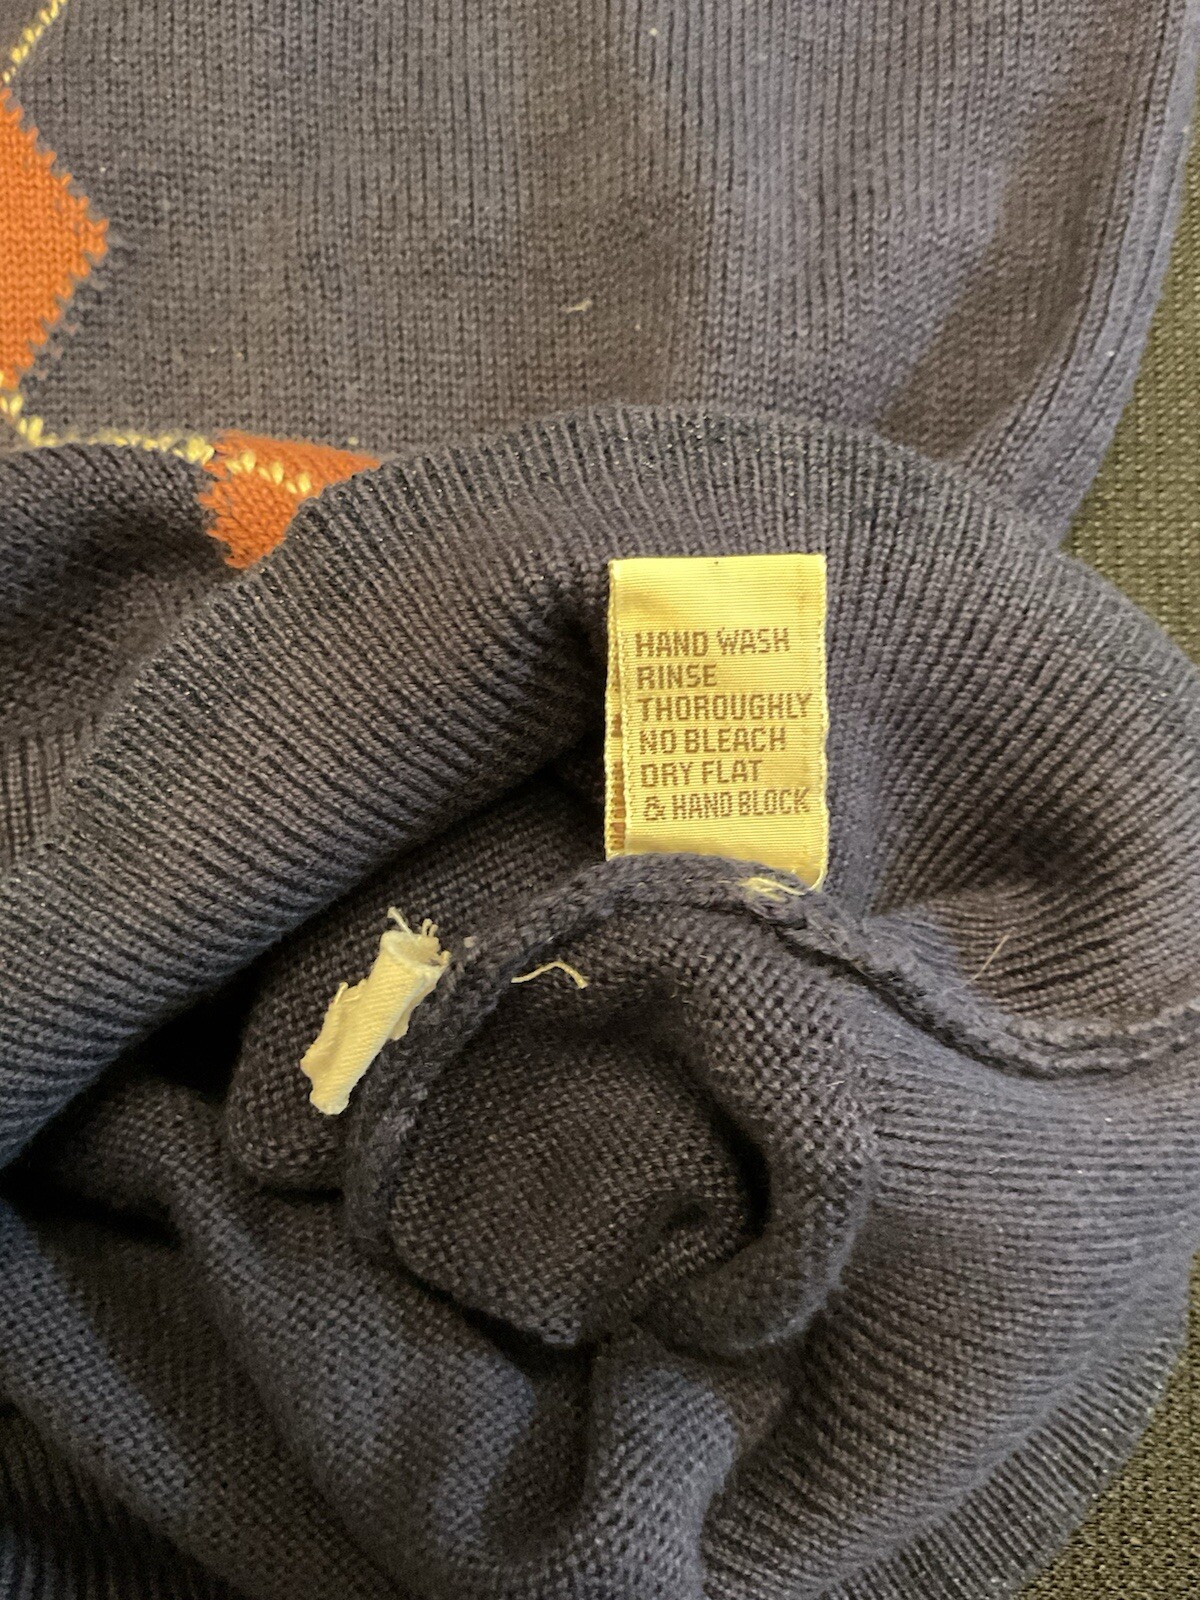 HAND WASH
RINSE
THOROUGHLY
NO BLEACH
DRY FLAT
& HAND BLOCK